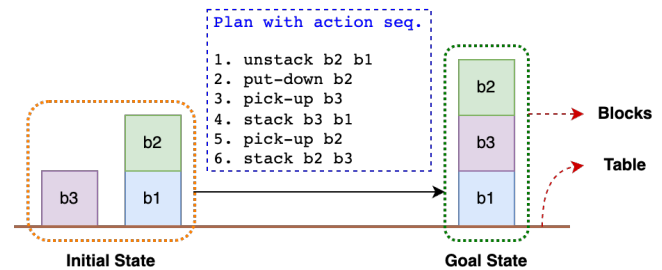 Plan with action seq.
1. unstack b2 b1
2. put-down b2
3. pick-up b3
4. stack b3 b1
5. pick-up b2
6. stack b2 b3
b3
b2
b1
Initial State
b2
b3
b1
Goal State
Blocks
Table